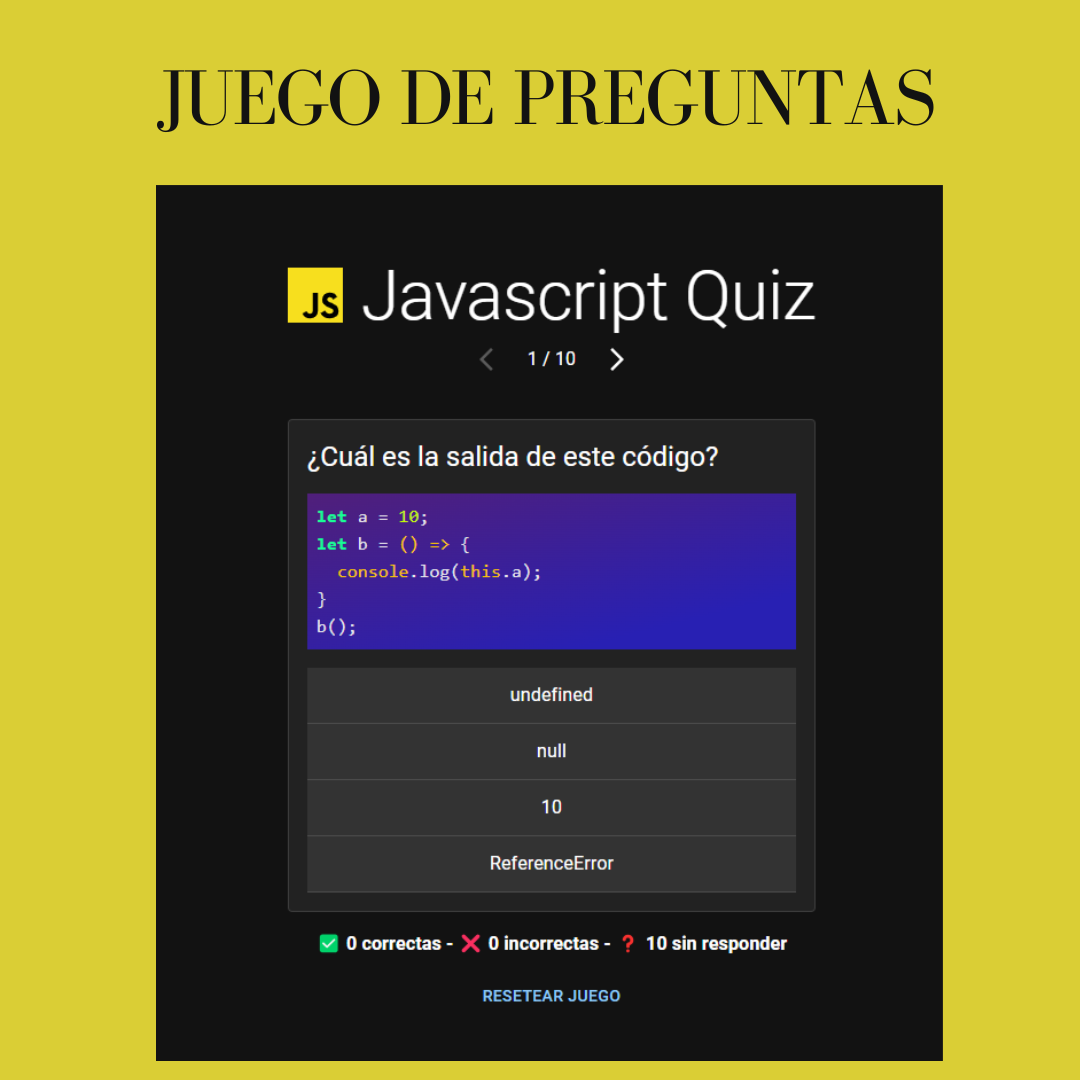 JUEGO DE PREGUNTAS
JS Javascript Quiz
1 / 10
¿Cuál es la salida de este código?
let a = 10;
let b = () => {
  console.log(this.a);
}
b();
undefined
null
10
ReferenceError
✅ 0 correctas - ❌ 0 incorrectas - ❓ 10 sin responder
RESETEAR JUEGO